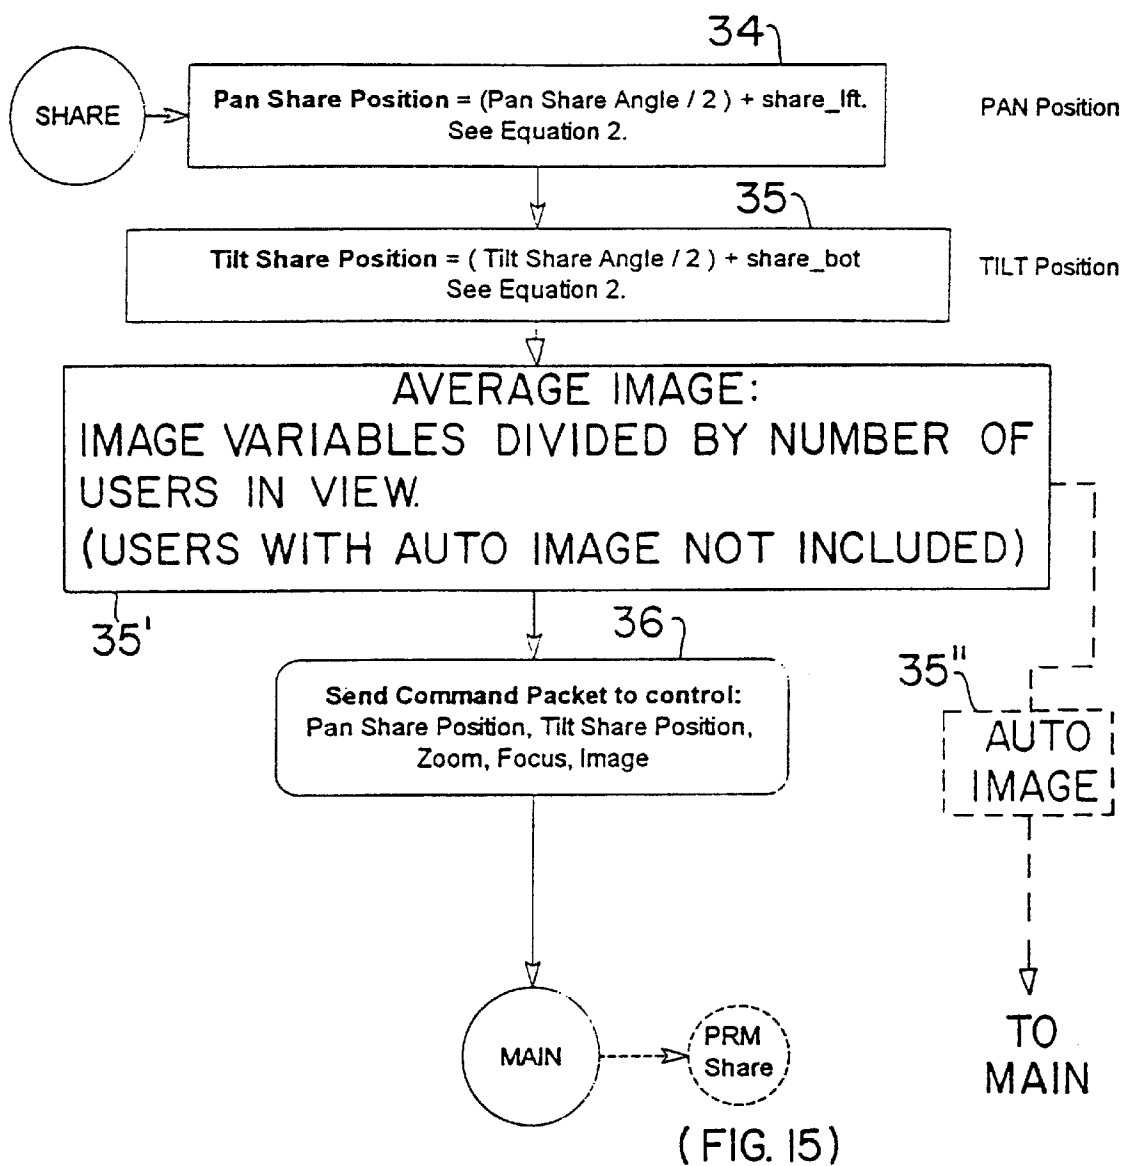 34
SHARE
Pan Share Position = (Pan Share Angle / 2 ) + share_lft.
See Equation 2.
PAN Position
35
Tilt Share Position = ( Tilt Share Angle / 2 ) + share_bot
See Equation 2.
TILT Position
AVERAGE IMAGE:
IMAGE VARIABLES DIVIDED BY NUMBER OF
USERS IN VIEW.
(USERS WITH AUTO IMAGE NOT INCLUDED)
35'
36
Send Command Packet to control:
Pan Share Position, Tilt Share Position,
Zoom, Focus, Image
35"
AUTO
IMAGE
MAIN
PRM
Share
TO
MAIN
(FIG. 15)